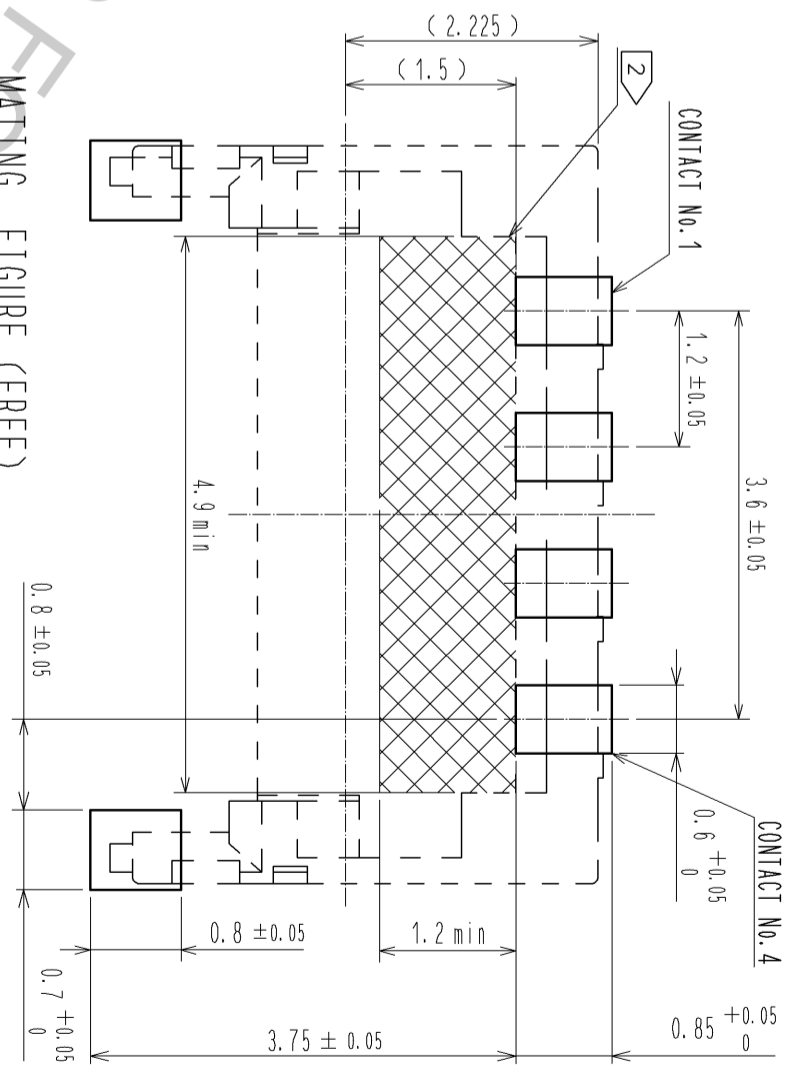 ( 2.225 )
( 1.5 )
2
CONTACT No.1
1.2 ±0.05
3.6 ±0.05
4.9 min
0.8 ±0.05
0.6 +0.05
0
CONTACT No.4
0.8 ±0.05
1.2 min
0.7 +0.05
0
3.75 ± 0.05
0.85 +0.05
0
MATING FIGURE (FREE)